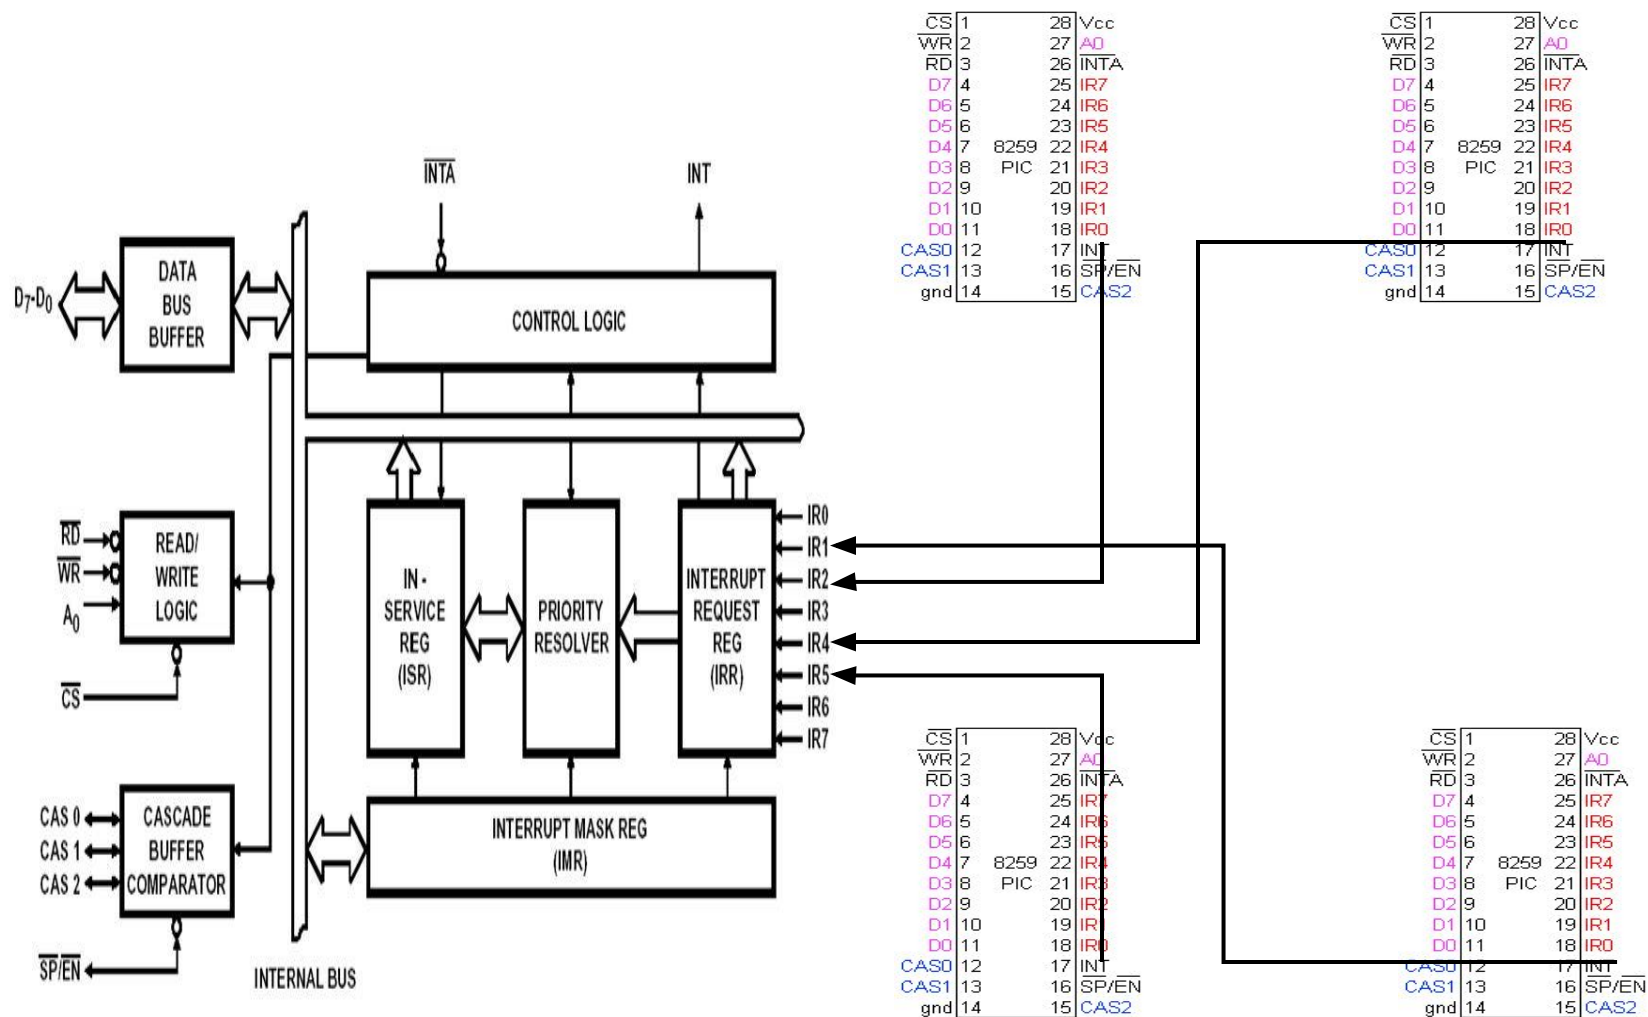 INTA
INT
DATA
BUS
BUFFER
D7-D0
CONTROL LOGIC
RD
WR
A0
CS
READ/
WRITE
LOGIC
IN -
SERVICE
REG
(ISR)
PRIORITY
RESOLVER
INTERRUPT
REQUEST
REG
(IRR)
IR0
IR1
IR2
IR3
IR4
IR5
IR6
IR7
CAS 0
CAS 1
CAS 2
CASCADE
BUFFER
COMPARATOR
SP/EN
INTERRUPT MASK REG
(IMR)
INTERNAL BUS
CS 1 28 Vcc
WR 2 27 A0
RD 3 26 INTA
D7 4 25 IR7
D6 5 24 IR6
D5 6 23 IR5
D4 7 8259 22 IR4
D3 8 PIC 21 IR3
D2 9 20 IR2
D1 10 19 IR1
D0 11 18 IR0
CAS0 12 17 INT
CAS1 13 16 SP/EN
gnd 14 15 CAS2
CS 1 28 Vcc
WR 2 27 A0
RD 3 26 INTA
D7 4 25 IR7
D6 5 24 IR6
D5 6 23 IR5
D4 7 8259 22 IR4
D3 8 PIC 21 IR3
D2 9 20 IR2
D1 10 19 IR1
D0 11 18 IR0
CAS0 12 17 INT
CAS1 13 16 SP/EN
gnd 14 15 CAS2
CS 1 28 Vcc
WR 2 27 A0
RD 3 26 INTA
D7 4 25 IR7
D6 5 24 IR6
D5 6 23 IR5
D4 7 8259 22 IR4
D3 8 PIC 21 IR3
D2 9 20 IR2
D1 10 19 IR1
D0 11 18 IR0
CAS0 12 17 INT
CAS1 13 16 SP/EN
gnd 14 15 CAS2
CS 1 28 Vcc
WR 2 27 A0
RD 3 26 INTA
D7 4 25 IR7
D6 5 24 IR6
D5 6 23 IR5
D4 7 8259 22 IR4
D3 8 PIC 21 IR3
D2 9 20 IR2
D1 10 19 IR1
D0 11 18 IR0
CAS0 12 17 INT
CAS1 13 16 SP/EN
gnd 14 15 CAS2